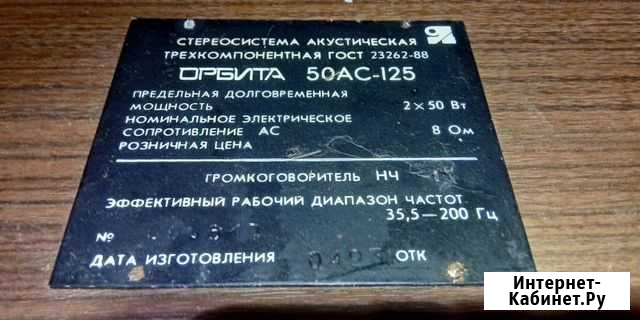 СТЕРЕОСИСТЕМА АКУСТИЧЕСКАЯ
ТРЕХКОМПОНЕНТНАЯ ГОСТ 23262-88
ОРБИТА 50АС-125
ПРЕДЕЛЬНАЯ ДОЛГОВРЕМЕННАЯ
МОЩНОСТЬ 2×50 Вт
НОМИНАЛЬНОЕ ЭЛЕКТРИЧЕСКОЕ
СОПРОТИВЛЕНИЕ АС 8 Ом
РОЗНИЧНАЯ ЦЕНА
ГРОМКОГОВОРИТЕЛЬ НЧ
ЭФФЕКТИВНЫЙ РАБОЧИЙ ДИАПАЗОН ЧАСТОТ
35,5—200 Гц
№
ДАТА ИЗГОТОВЛЕНИЯ ОТК
Интернет-
Кабинет.Ру